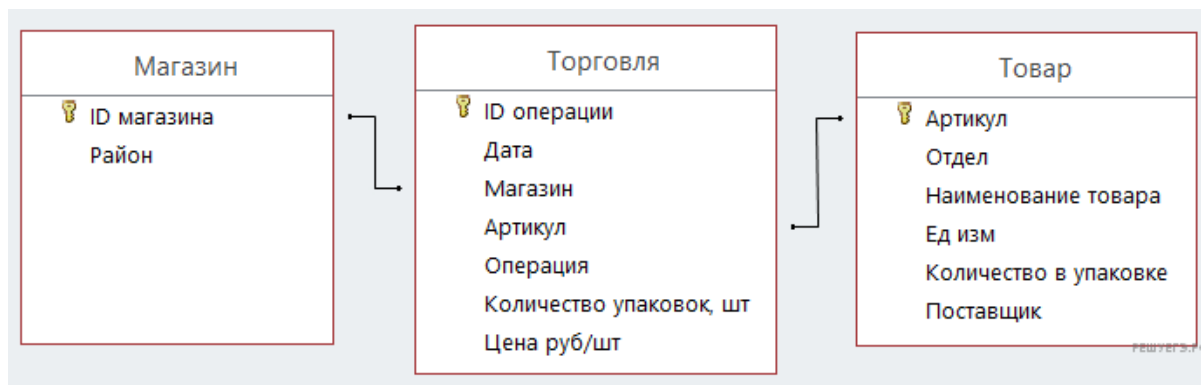 Магазин
ID магазина
Район
Торговля
ID операции
Дата
Магазин
Артикул
Операция
Количество упаковок, шт
Цена руб/шт
Товар
Артикул
Отдел
Наименование товара
Ед изм
Количество в упаковке
Поставщик